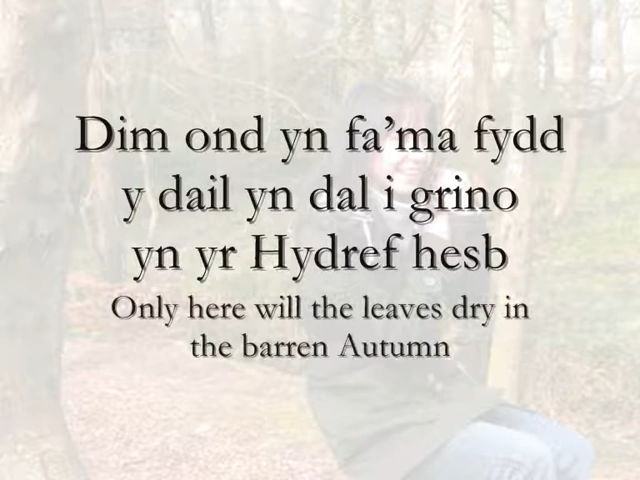 Dim ond yn fa'ma fydd
y dail yn dal i grino
yn yr Hydref hesb
Only here will the leaves dry in
the barren Autumn